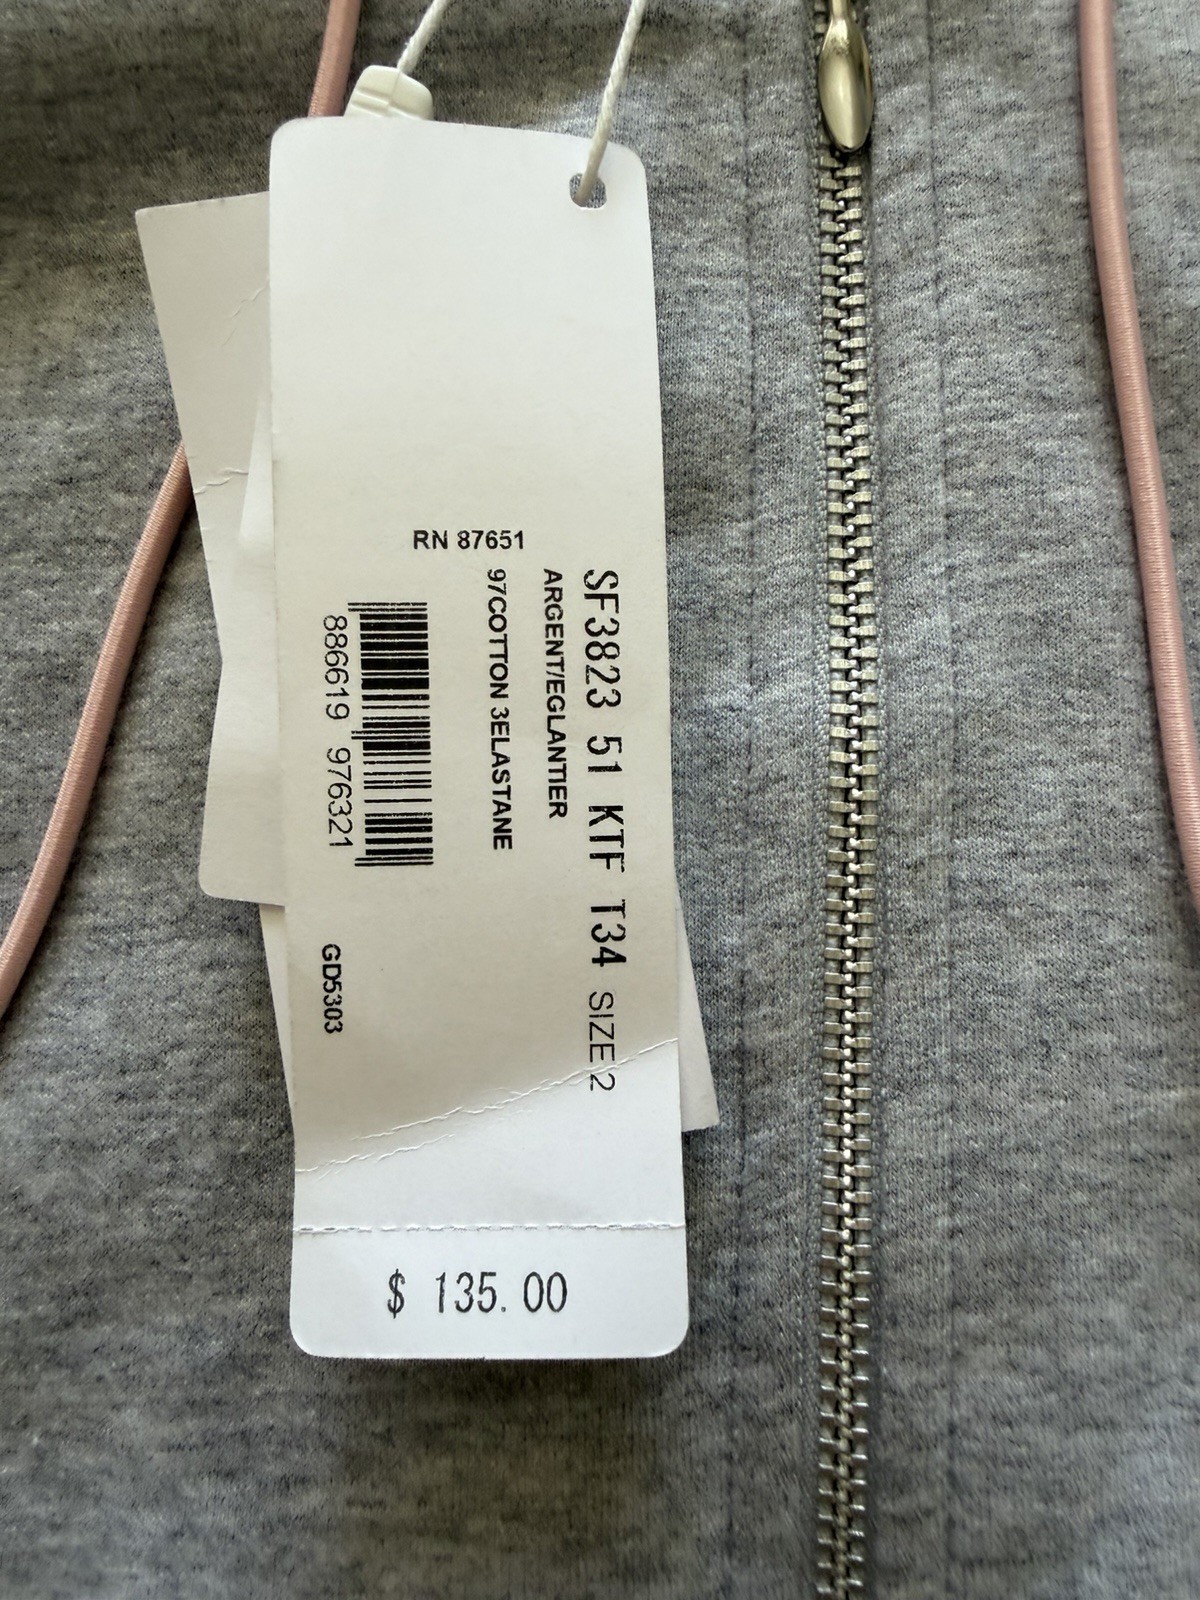 RN 87651
SF3823 51 KTF T34 SIZE 2
ARGENT/EGLANTIER
97COTTON 3ELASTANE
886619 976321
GD5303
$ 135.00